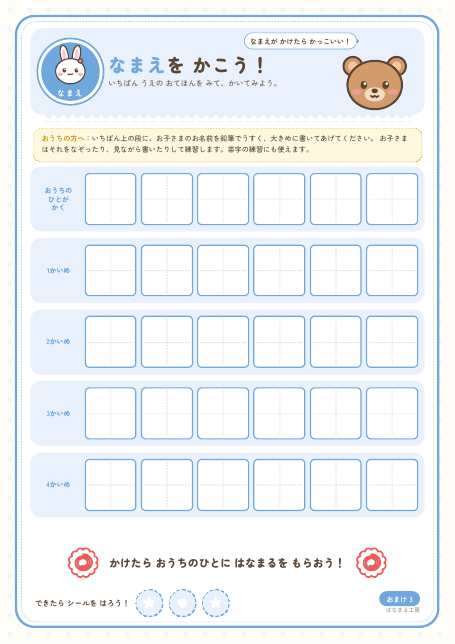 なまえが かけたら かっこいい！
なまえ
なまえを かこう！
いちばん うえの おてほんを みて、かいてみよう。
おうちの方へ：いちばん上の段に、お子さまのお名前を鉛筆でうすく、大きめに書いてあげてください。 お子さま
はそれをなぞったり、見ながら書いたりして練習します。苗字の練習にも使えます。
おうちの
ひとが
かく
1かいめ
2かいめ
3かいめ
4かいめ
かけたら おうちのひとに はなまるを もらおう！
できたら シールを はろう！
おまけ 3
はなまる工房